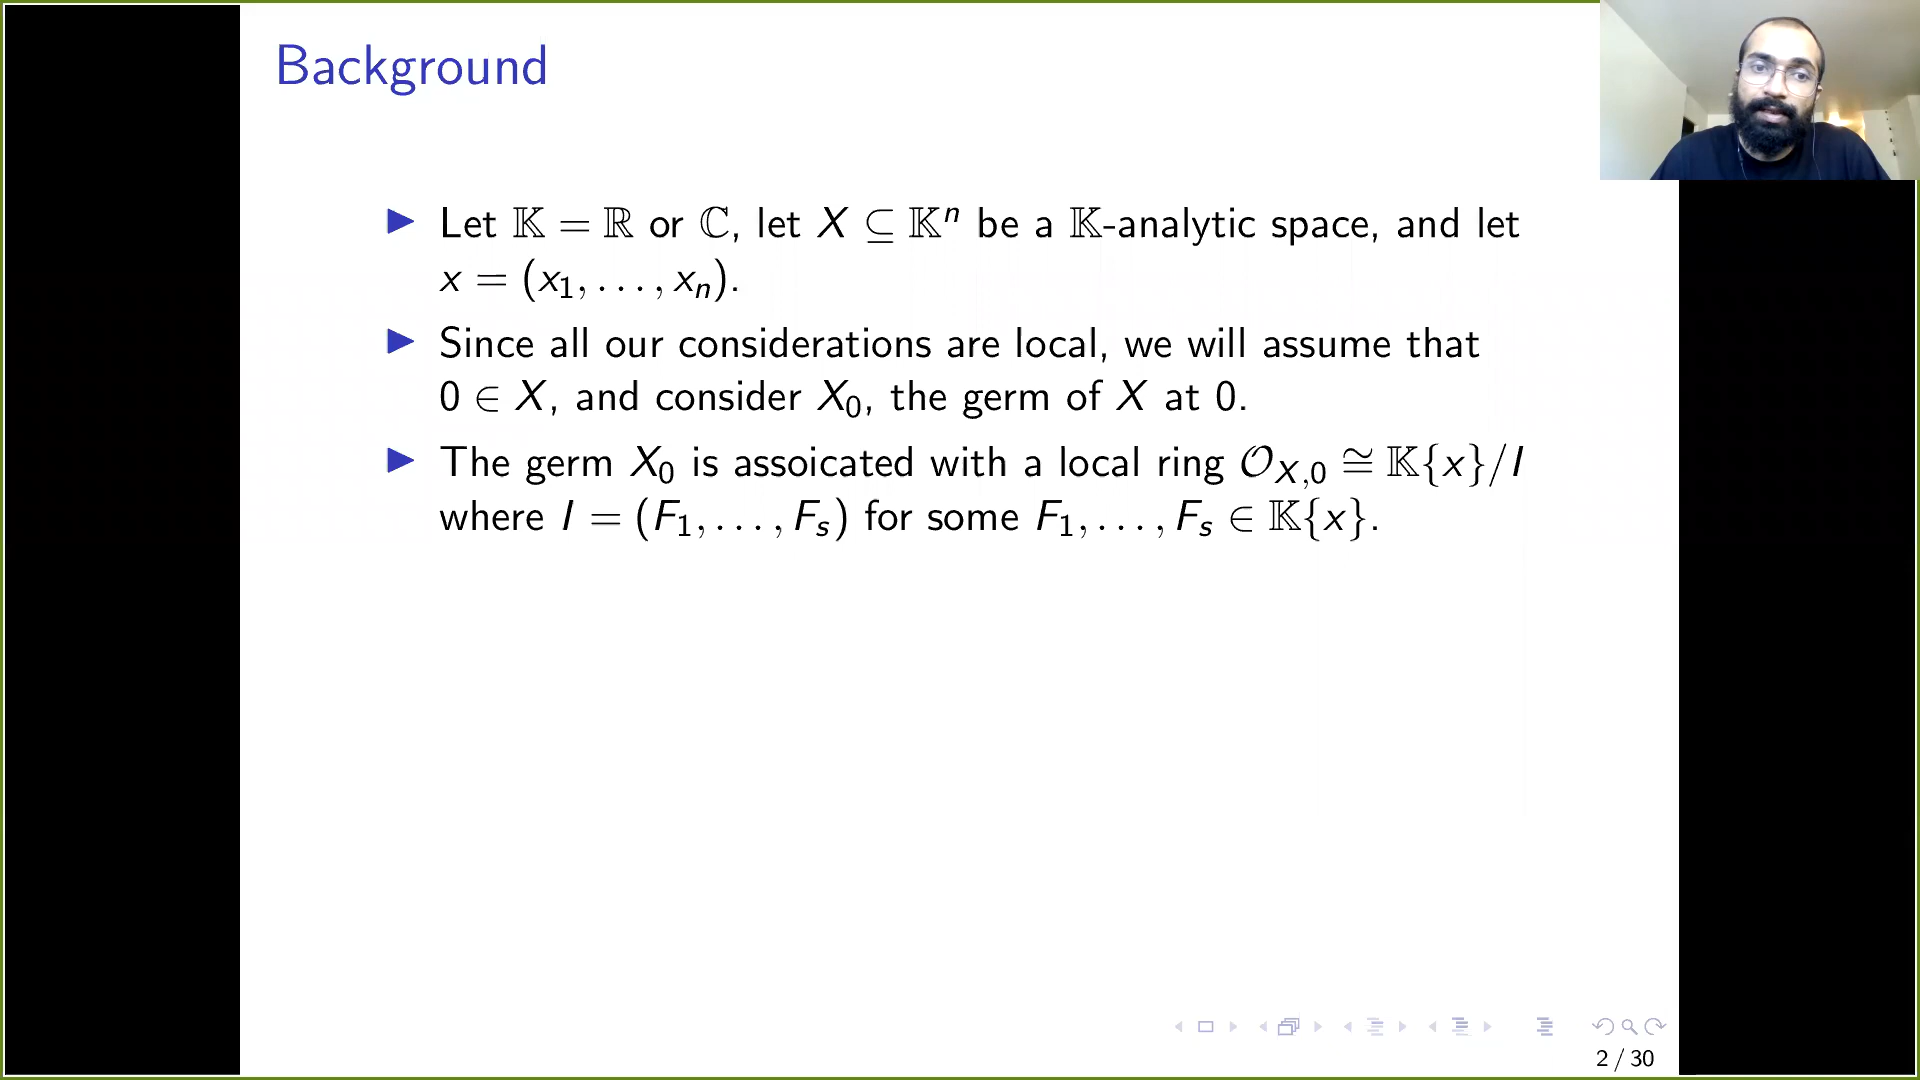 Background
▶ Let 𝕂 = ℝ or ℂ, let X ⊆ 𝕂ⁿ be a 𝕂-analytic space, and let
x = (x₁, . . . , xₙ).
▶ Since all our considerations are local, we will assume that
0 ∈ X, and consider X₀, the germ of X at 0.
▶ The germ X₀ is assoicated with a local ring 𝒪_{X,0} ≅ 𝕂{x}/I
where I = (F₁, . . . , Fₛ) for some F₁, . . . , Fₛ ∈ 𝕂{x}.
2 / 30